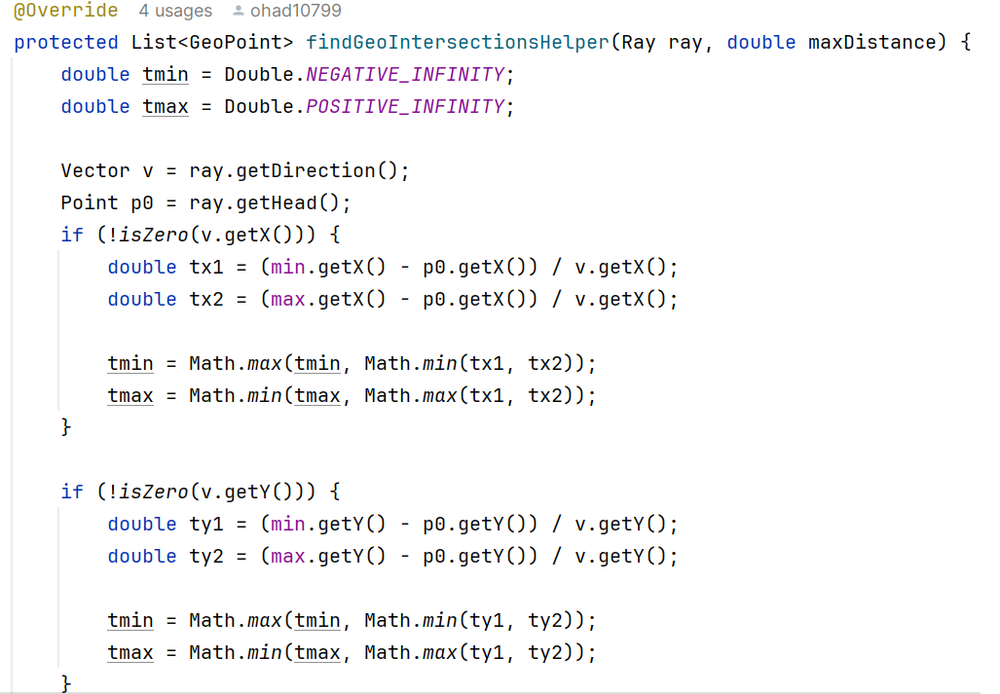 @Override 4 usages ohad10799
protected List<GeoPoint> findGeoIntersectionsHelper(Ray ray, double maxDistance) {
    double tmin = Double.NEGATIVE_INFINITY;
    double tmax = Double.POSITIVE_INFINITY;

    Vector v = ray.getDirection();
    Point p0 = ray.getHead();
    if (!isZero(v.getX())) {
        double tx1 = (min.getX() - p0.getX()) / v.getX();
        double tx2 = (max.getX() - p0.getX()) / v.getX();

        tmin = Math.max(tmin, Math.min(tx1, tx2));
        tmax = Math.min(tmax, Math.max(tx1, tx2));
    }

    if (!isZero(v.getY())) {
        double ty1 = (min.getY() - p0.getY()) / v.getY();
        double ty2 = (max.getY() - p0.getY()) / v.getY();

        tmin = Math.max(tmin, Math.min(ty1, ty2));
        tmax = Math.min(tmax, Math.max(ty1, ty2));
    }